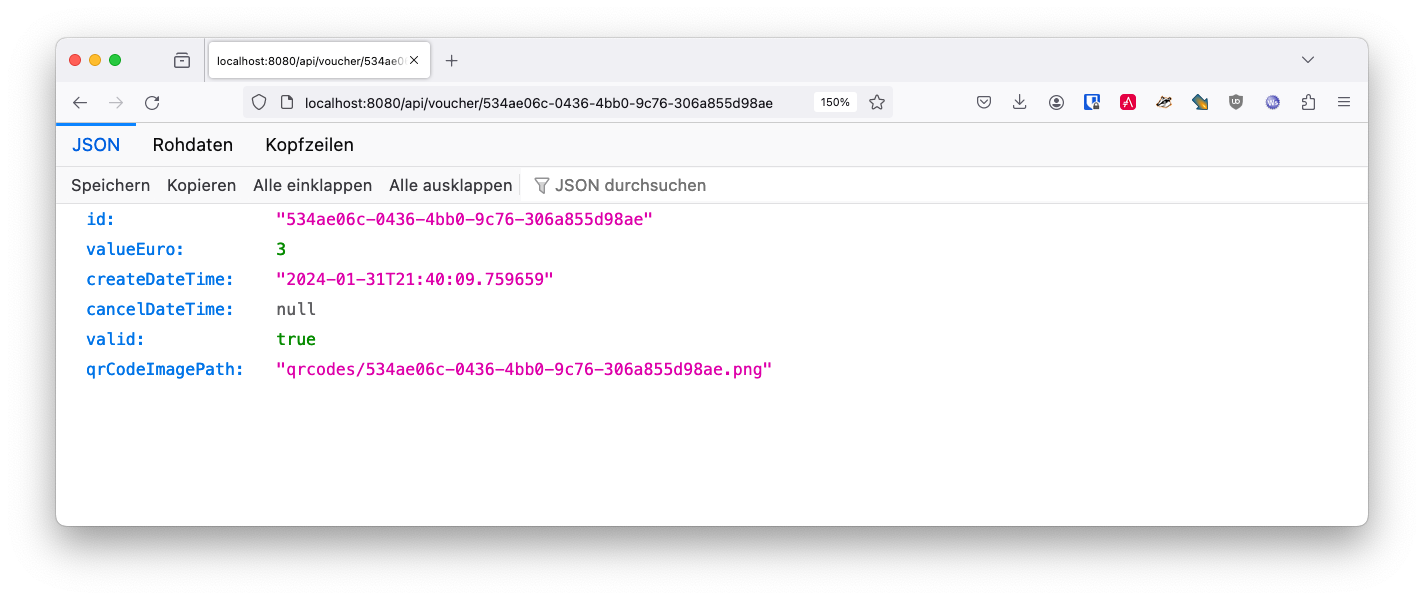 localhost:8080/api/voucher/534ae0
localhost:8080/api/voucher/534ae06c-0436-4bb0-9c76-306a855d98ae 150%
JSON Rohdaten Kopfzeilen
Speichern Kopieren Alle einklappen Alle ausklappen JSON durchsuchen
id: "534ae06c-0436-4bb0-9c76-306a855d98ae"
valueEuro: 3
createDateTime: "2024-01-31T21:40:09.759659"
cancelDateTime: null
valid: true
qrCodeImagePath: "qrcodes/534ae06c-0436-4bb0-9c76-306a855d98ae.png"